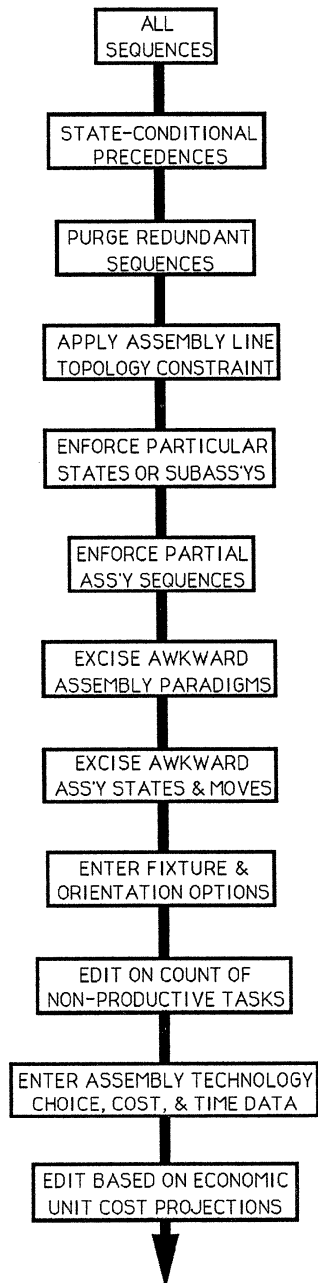 ALL
SEQUENCES
STATE-CONDITIONAL
PRECEDENCES
PURGE REDUNDANT
SEQUENCES
APPLY ASSEMBLY LINE
TOPOLOGY CONSTRAINT
ENFORCE PARTICULAR
STATES OR SUBASS'YS
ENFORCE PARTIAL
ASS'Y SEQUENCES
EXCISE AWKWARD
ASSEMBLY PARADIGMS
EXCISE AWKWARD
ASS'Y STATES & MOVES
ENTER FIXTURE &
ORIENTATION OPTIONS
EDIT ON COUNT OF
NON-PRODUCTIVE TASKS
ENTER ASSEMBLY TECHNOLOGY
CHOICE, COST, & TIME DATA
EDIT BASED ON ECONOMIC
UNIT COST PROJECTIONS